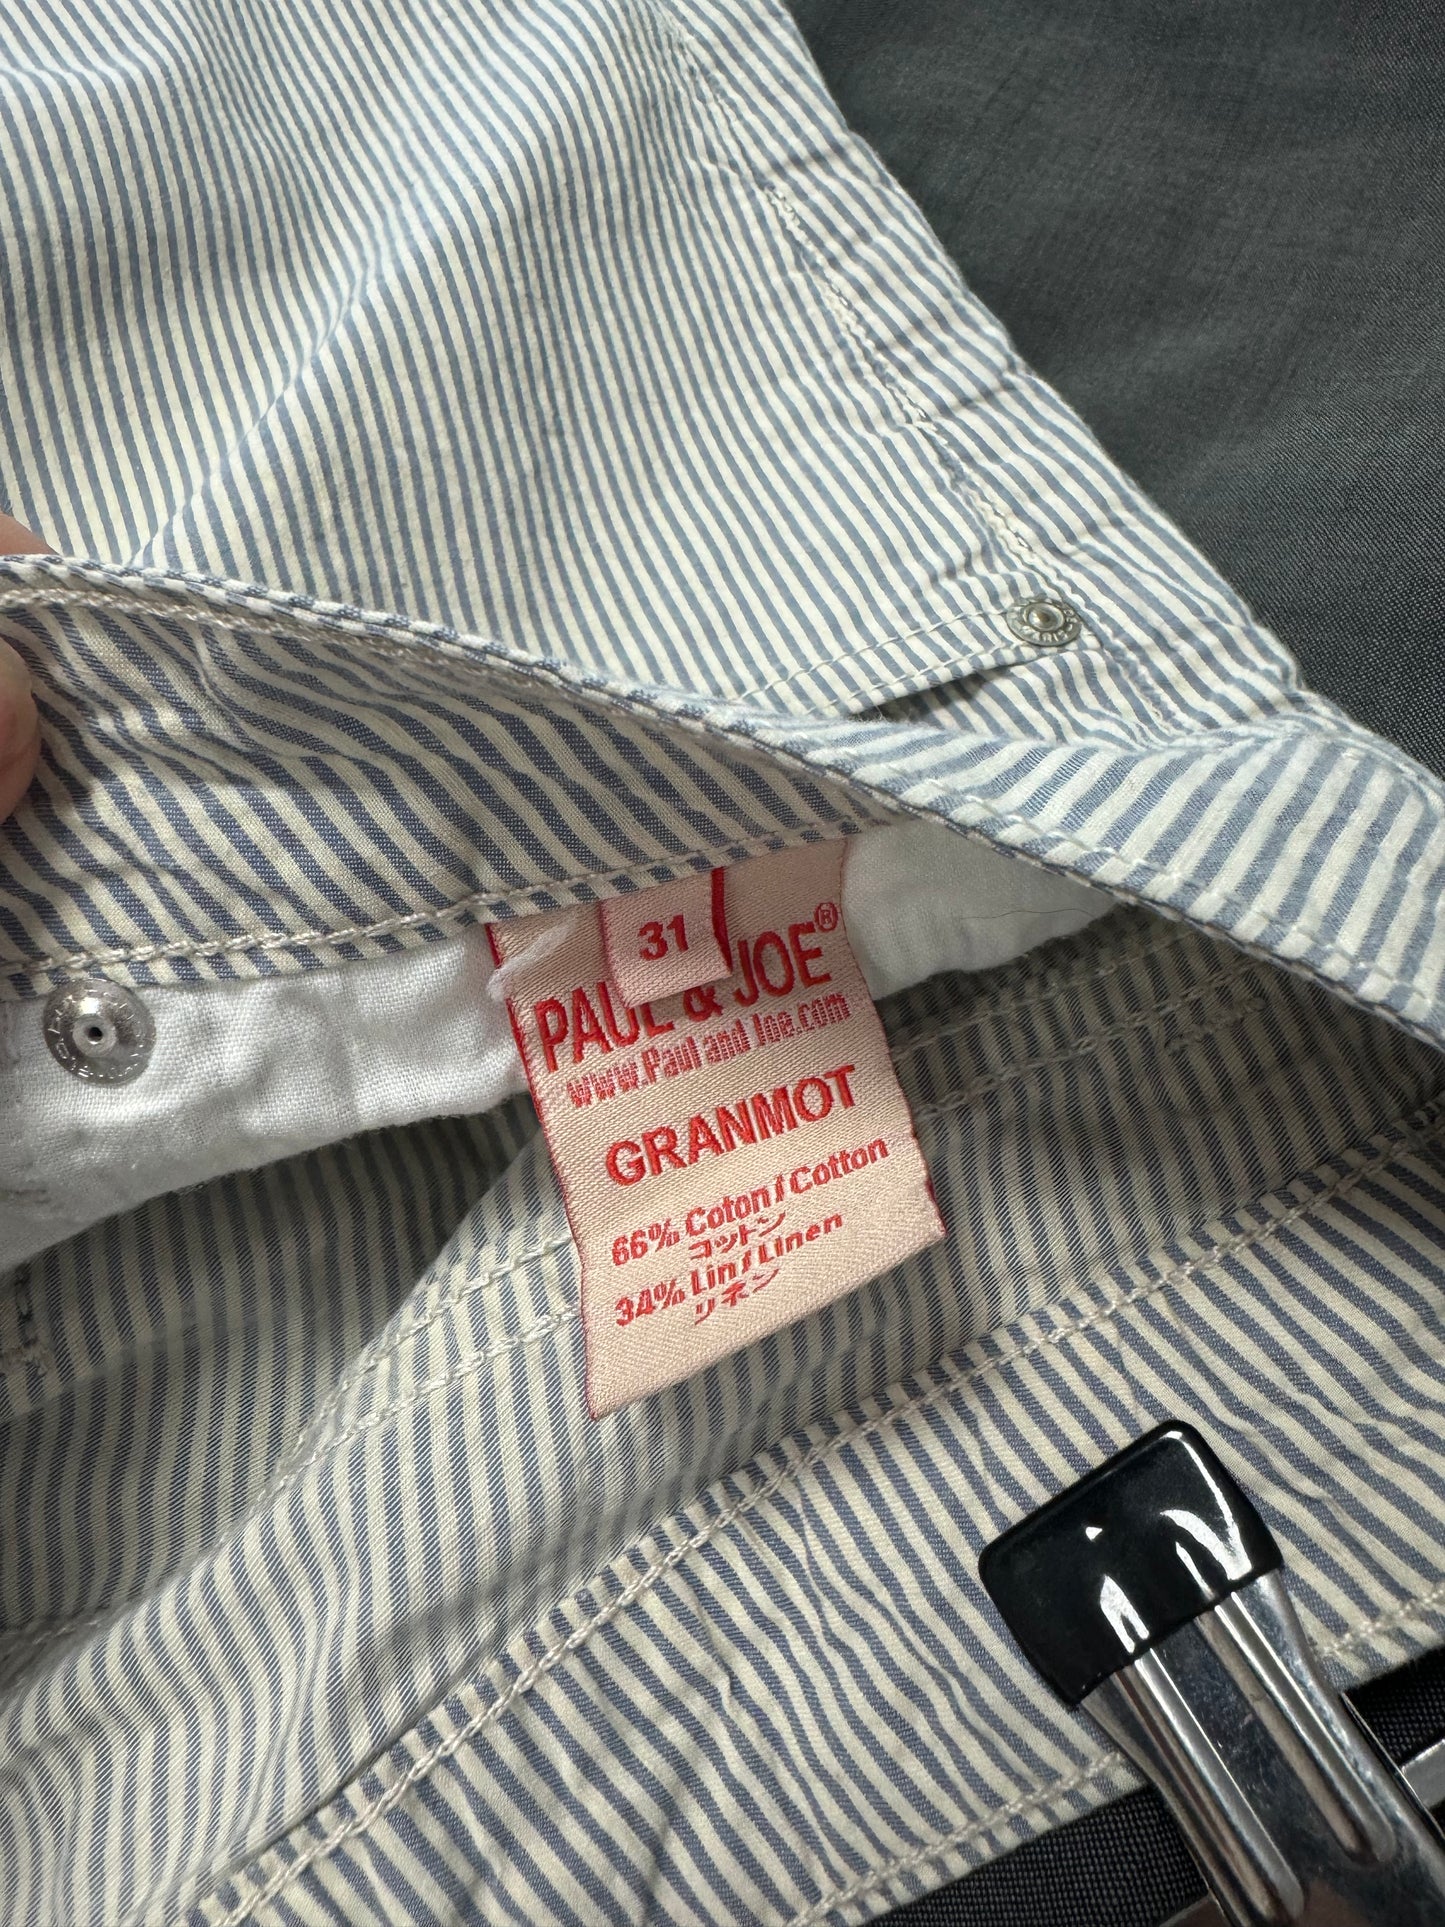 31
PAUL & JOE®
www.Paul and Joe.com
GRANMOT
66% Coton / Cotton
コットン
34% Lin / Linen
リネン